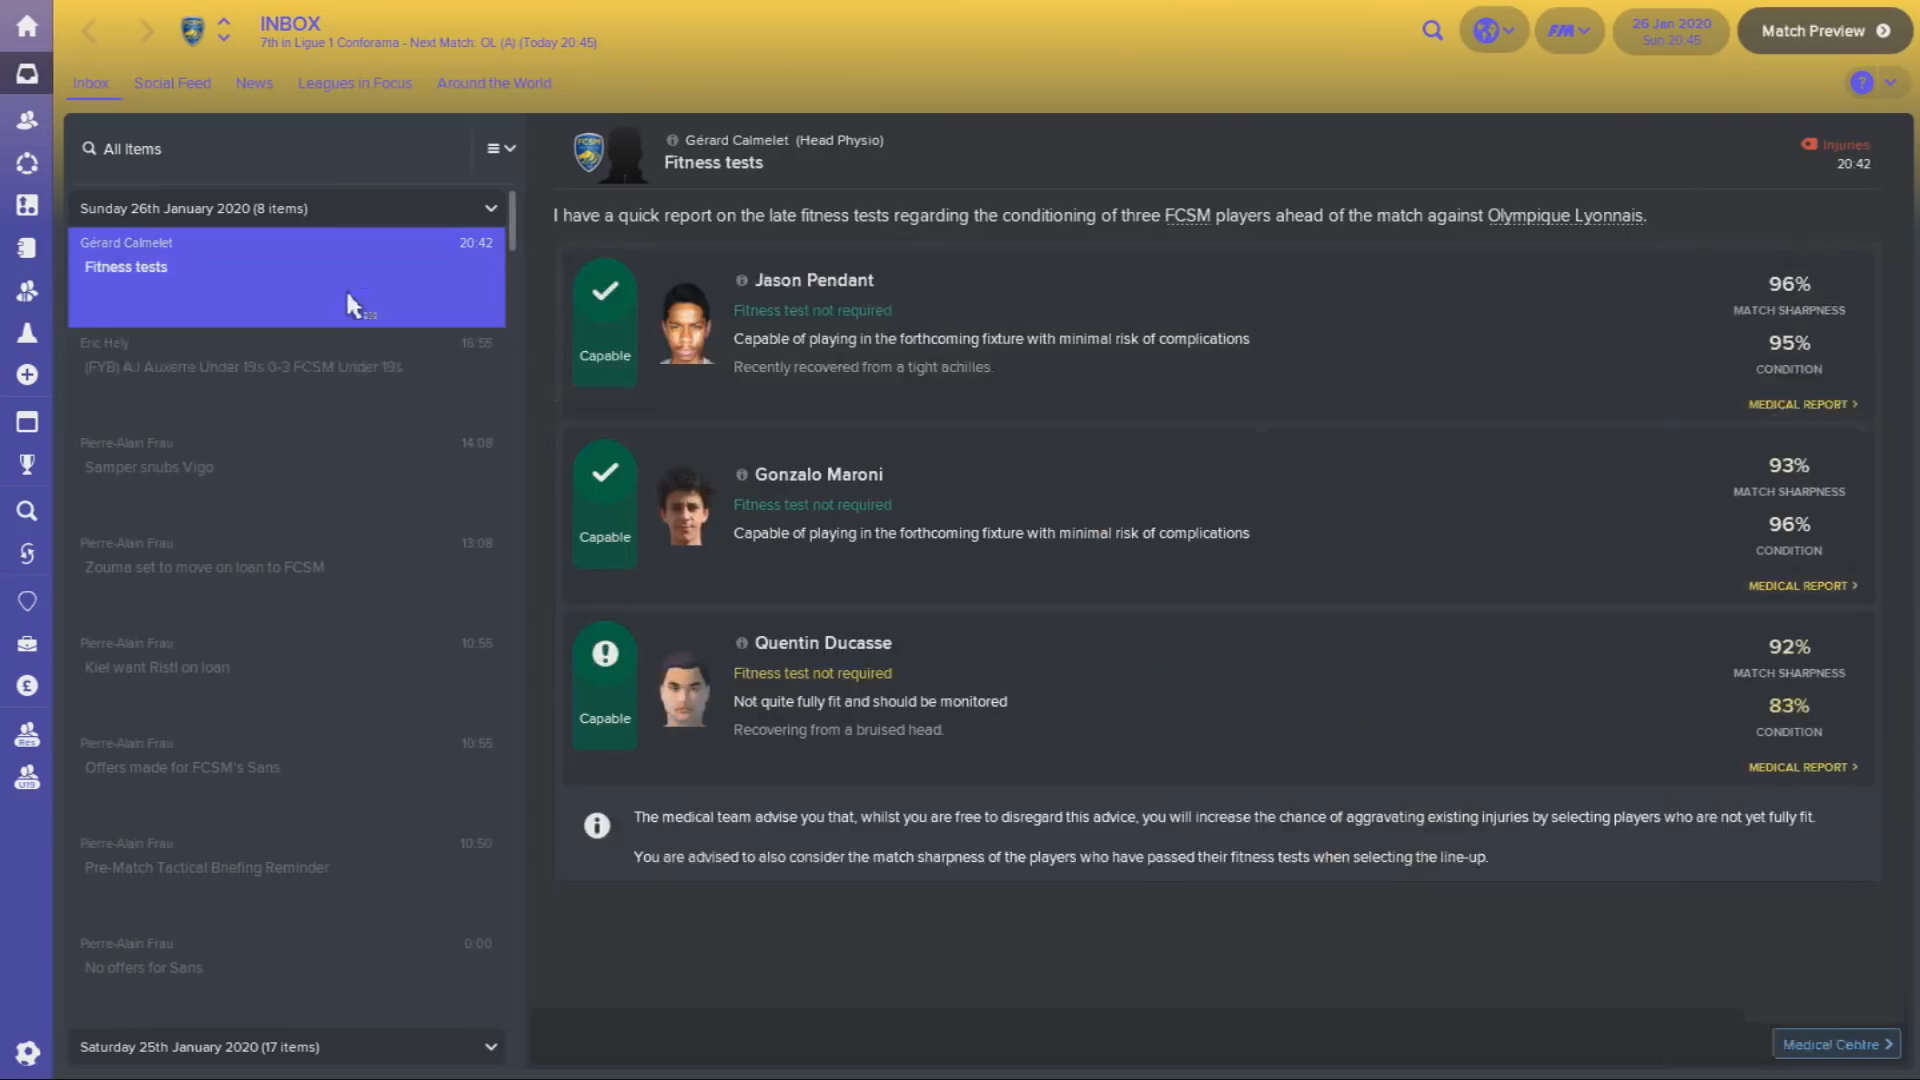 INBOX
7th in Ligue 1 Conforama - Next Match: OL (A) (Today 20:45)
FM
26 Jan 2020
Sun 20:45
Match Preview
Inbox
Social Feed
News
Leagues in Focus
Around the World
?
All Items
Sunday 26th January 2020 (8 items)
Gérard Calmelet
20:42
Fitness tests
Eric Hély
16:55
(FYB) AJ Auxerre Under 19s 0-3 FCSM Under 19s
Pierre-Alain Frau
14:08
Samper snubs Vigo
Pierre-Alain Frau
13:08
Zouma set to move on loan to FCSM
Pierre-Alain Frau
10:55
Kiel want Ristl on loan
Pierre-Alain Frau
10:55
Offers made for FCSM's Sans
Pierre-Alain Frau
10:50
Pre-Match Tactical Briefing Reminder
Pierre-Alain Frau
0:00
No offers for Sans
Saturday 25th January 2020 (17 items)
Res
U19
FCSM
Gérard Calmelet (Head Physio)
Fitness tests
Injuries
20:42
I have a quick report on the late fitness tests regarding the conditioning of three FCSM players ahead of the match against Olympique Lyonnais.
Capable
Jason Pendant
Fitness test not required
Capable of playing in the forthcoming fixture with minimal risk of complications
Recently recovered from a tight achilles.
96%
MATCH SHARPNESS
95%
CONDITION
MEDICAL REPORT >
Capable
Gonzalo Maroni
Fitness test not required
Capable of playing in the forthcoming fixture with minimal risk of complications
93%
MATCH SHARPNESS
96%
CONDITION
MEDICAL REPORT >
Capable
Quentin Ducasse
Fitness test not required
Not quite fully fit and should be monitored
Recovering from a bruised head.
92%
MATCH SHARPNESS
83%
CONDITION
MEDICAL REPORT >
The medical team advise you that, whilst you are free to disregard this advice, you will increase the chance of aggravating existing injuries by selecting players who are not yet fully fit.
You are advised to also consider the match sharpness of the players who have passed their fitness tests when selecting the line-up.
Medical Centre >